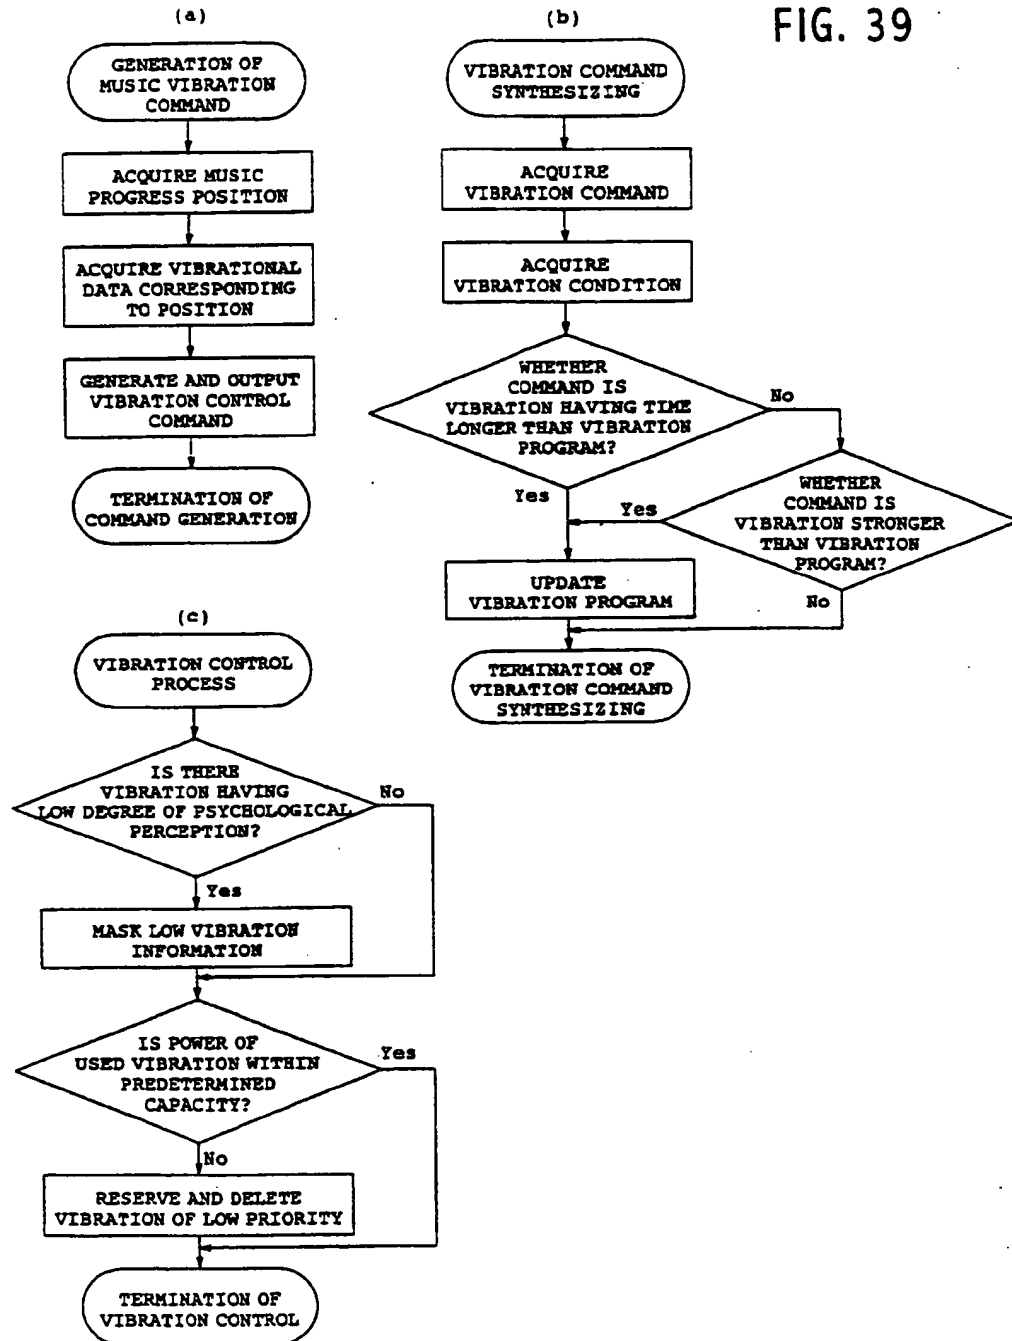 FIG. 39
(a)
GENERATION OF
MUSIC VIBRATION
COMMAND
ACQUIRE MUSIC
PROGRESS POSITION
ACQUIRE VIBRATIONAL
DATA CORRESPONDING
TO POSITION
GENERATE AND OUTPUT
VIBRATION CONTROL
COMMAND
TERMINATION OF
COMMAND GENERATION
(b)
VIBRATION COMMAND
SYNTHESIZING
ACQUIRE
VIBRATION COMMAND
ACQUIRE
VIBRATION CONDITION
WHETHER
COMMAND IS
VIBRATION HAVING TIME
LONGER THAN VIBRATION
PROGRAM?
No
Yes
WHETHER
COMMAND IS
VIBRATION STRONGER
THAN VIBRATION
PROGRAM?
Yes
No
UPDATE
VIBRATION PROGRAM
TERMINATION OF
VIBRATION COMMAND
SYNTHESIZING
(c)
VIBRATION CONTROL
PROCESS
IS THERE
VIBRATION HAVING
LOW DEGREE OF PSYCHOLOGICAL
PERCEPTION?
No
Yes
MASK LOW VIBRATION
INFORMATION
IS POWER OF
USED VIBRATION WITHIN
PREDETERMINED
CAPACITY?
Yes
No
RESERVE AND DELETE
VIBRATION OF LOW PRIORITY
TERMINATION OF
VIBRATION CONTROL